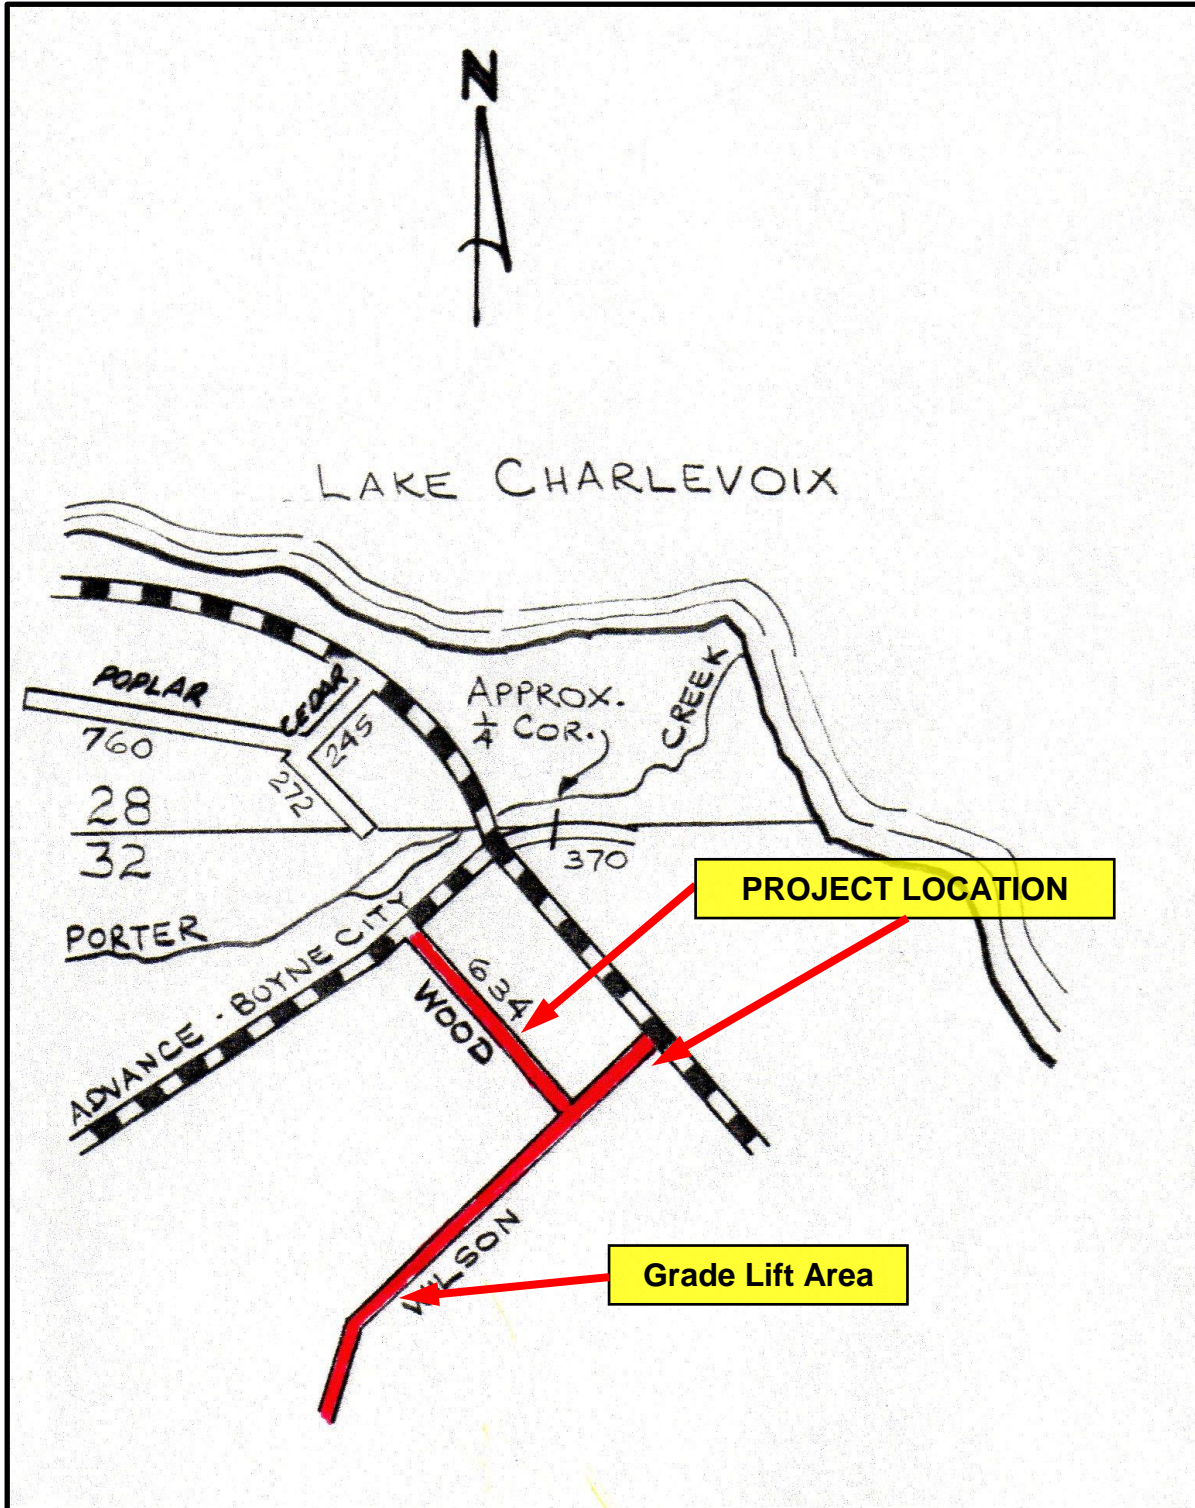 N
LAKE CHARLEVOIX
POPLAR
CEDAR
APPROX.
1/4 COR.
CREEK
760
245
272
28
32
370
PROJECT LOCATION
PORTER
ADVANCE - BOYNE CITY
634
WOOD
WILSON
Grade Lift Area